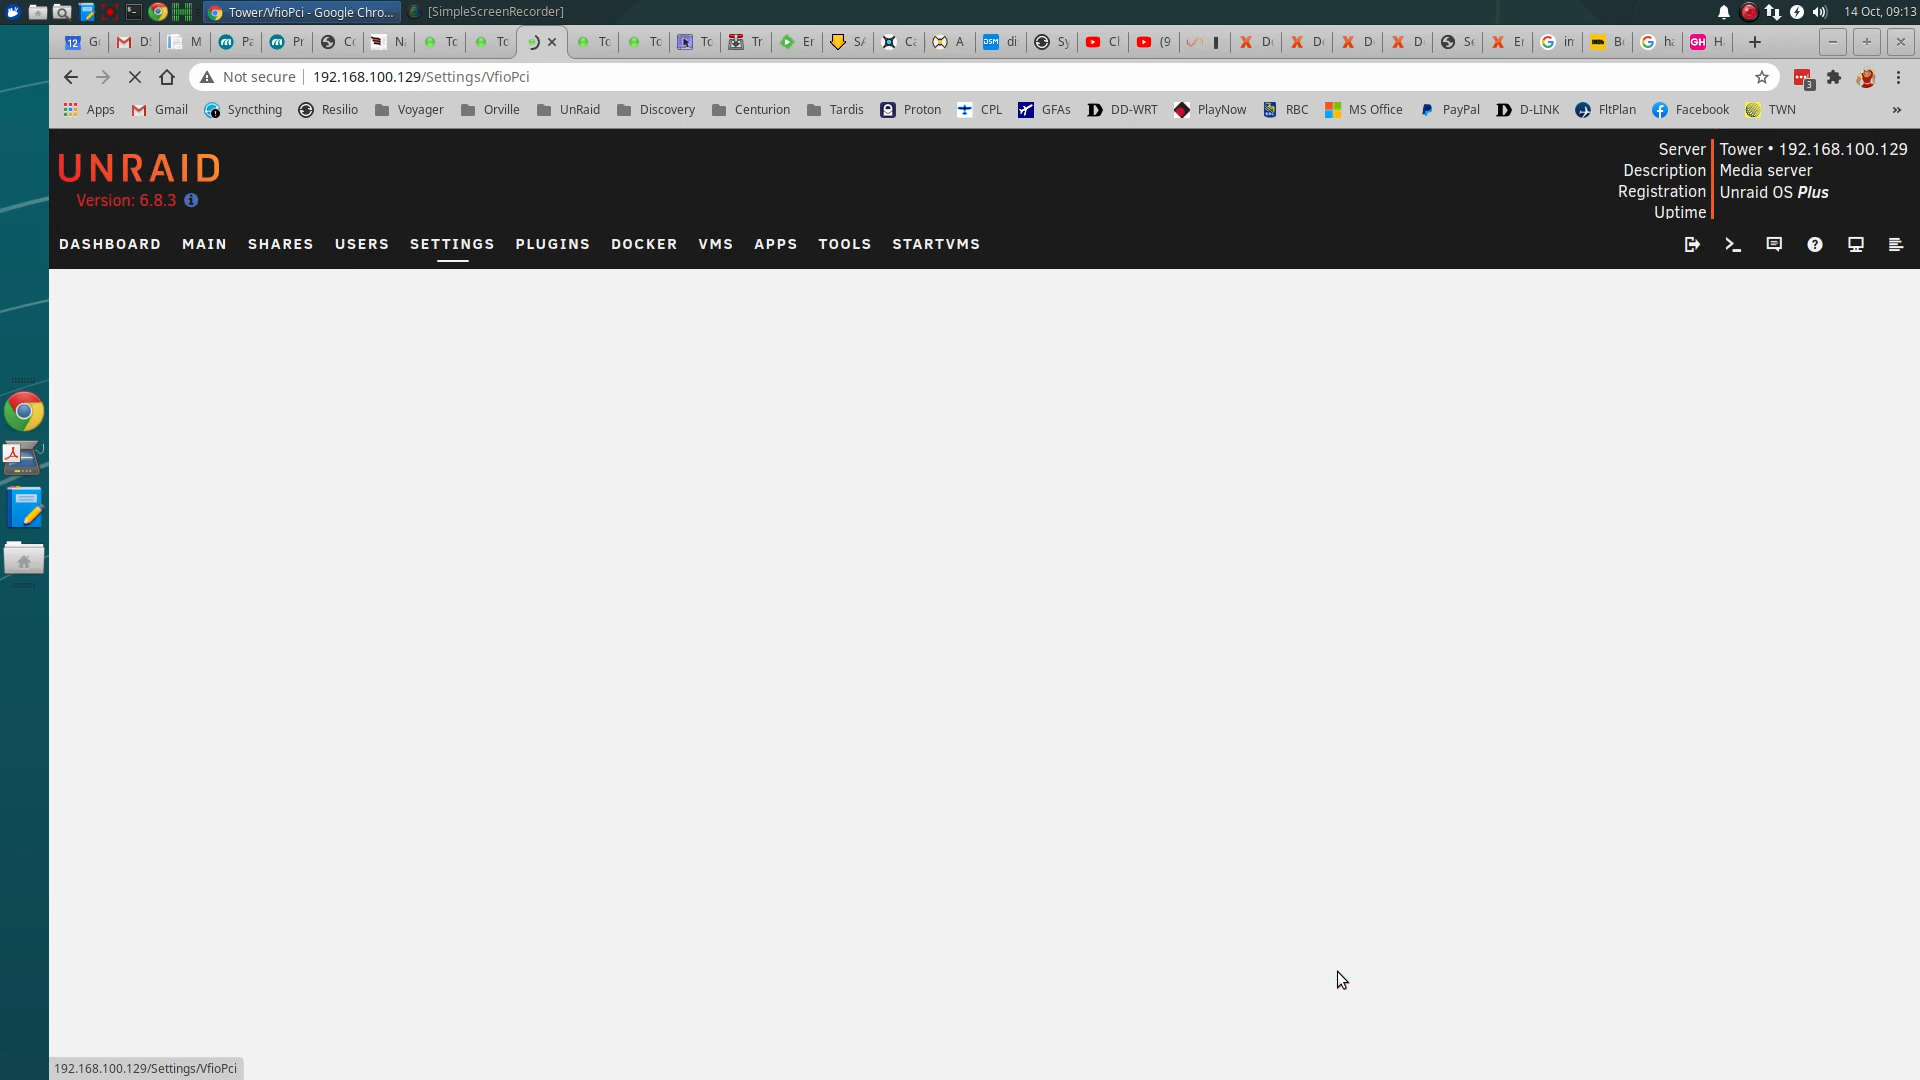 Tower/VfioPci - Google Chro... [SimpleScreenRecorder] 14 Oct, 09:13
Not secure 192.168.100.129/Settings/VfioPci
Apps Gmail Syncthing Resilio Voyager Orville UnRaid Discovery Centurion Tardis Proton CPL GFAs DD-WRT PlayNow RBC MS Office PayPal D-LINK FltPlan Facebook TWN »
UNRAID
Version: 6.8.3
Server Tower • 192.168.100.129
Description Media server
Registration Unraid OS Plus
Uptime
DASHBOARD MAIN SHARES USERS SETTINGS PLUGINS DOCKER VMS APPS TOOLS STARTVMS
192.168.100.129/Settings/VfioPci